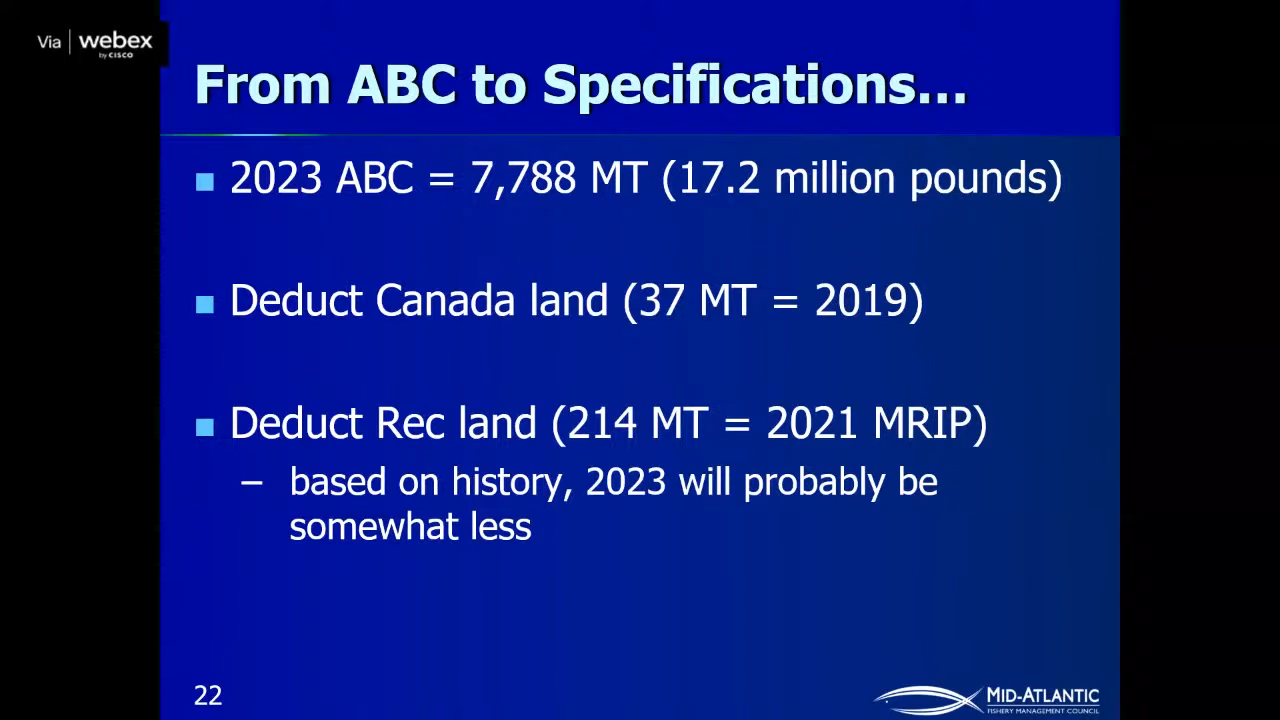 Via | webex
by CISCO
From ABC to Specifications...
2023 ABC = 7,788 MT (17.2 million pounds)
Deduct Canada land (37 MT = 2019)
Deduct Rec land (214 MT = 2021 MRIP)
– based on history, 2023 will probably be
somewhat less
22
MID-ATLANTIC
FISHERY MANAGEMENT COUNCIL